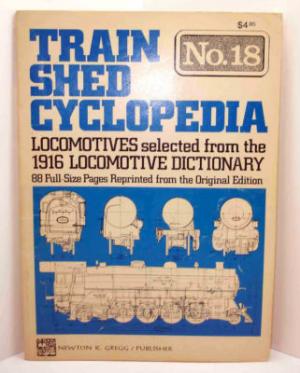 $4.95
TRAIN
SHED
CYCLOPEDIA
No.18
LOCOMOTIVES selected from the
1916 LOCOMOTIVE DICTIONARY
88 Full-Size Pages Reprinted from the Original Edition
NEWTON K. GREGG / PUBLISHER